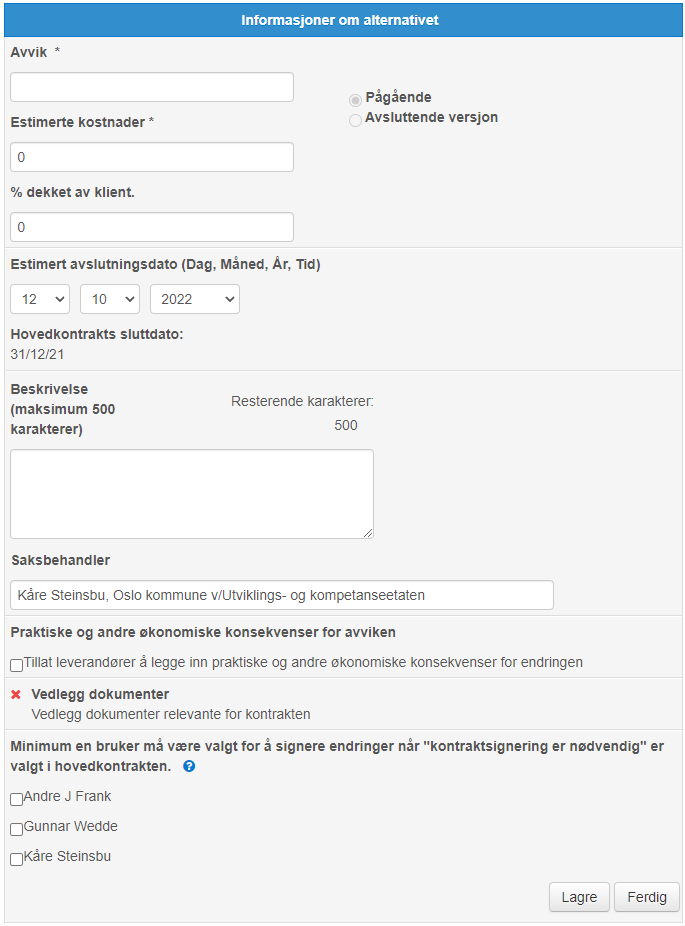 Informasjoner om alternativet
Avvik *
Pågående
Avsluttende versjon
Estimerte kostnader *
0
% dekket av klient.
0
Estimert avslutningsdato (Dag, Måned, År, Tid)
12 10 2022
Hovedkontrakts sluttdato:
31/12/21
Beskrivelse
(maksimum 500
karakterer)
Resterende karakterer:
500
Saksbehandler
Kåre Steinsbu, Oslo kommune v/Utviklings- og kompetanseetaten
Praktiske og andre økonomiske konsekvenser for avviken
Tillat leverandører å legge inn praktiske og andre økonomiske konsekvenser for endringen
Vedlegg dokumenter
Vedlegg dokumenter relevante for kontrakten
Minimum en bruker må være valgt for å signere endringer når "kontraktsignering er nødvendig" er
valgt i hovedkontrakten. ?
Andre J Frank
Gunnar Wedde
Kåre Steinsbu
Lagre Ferdig